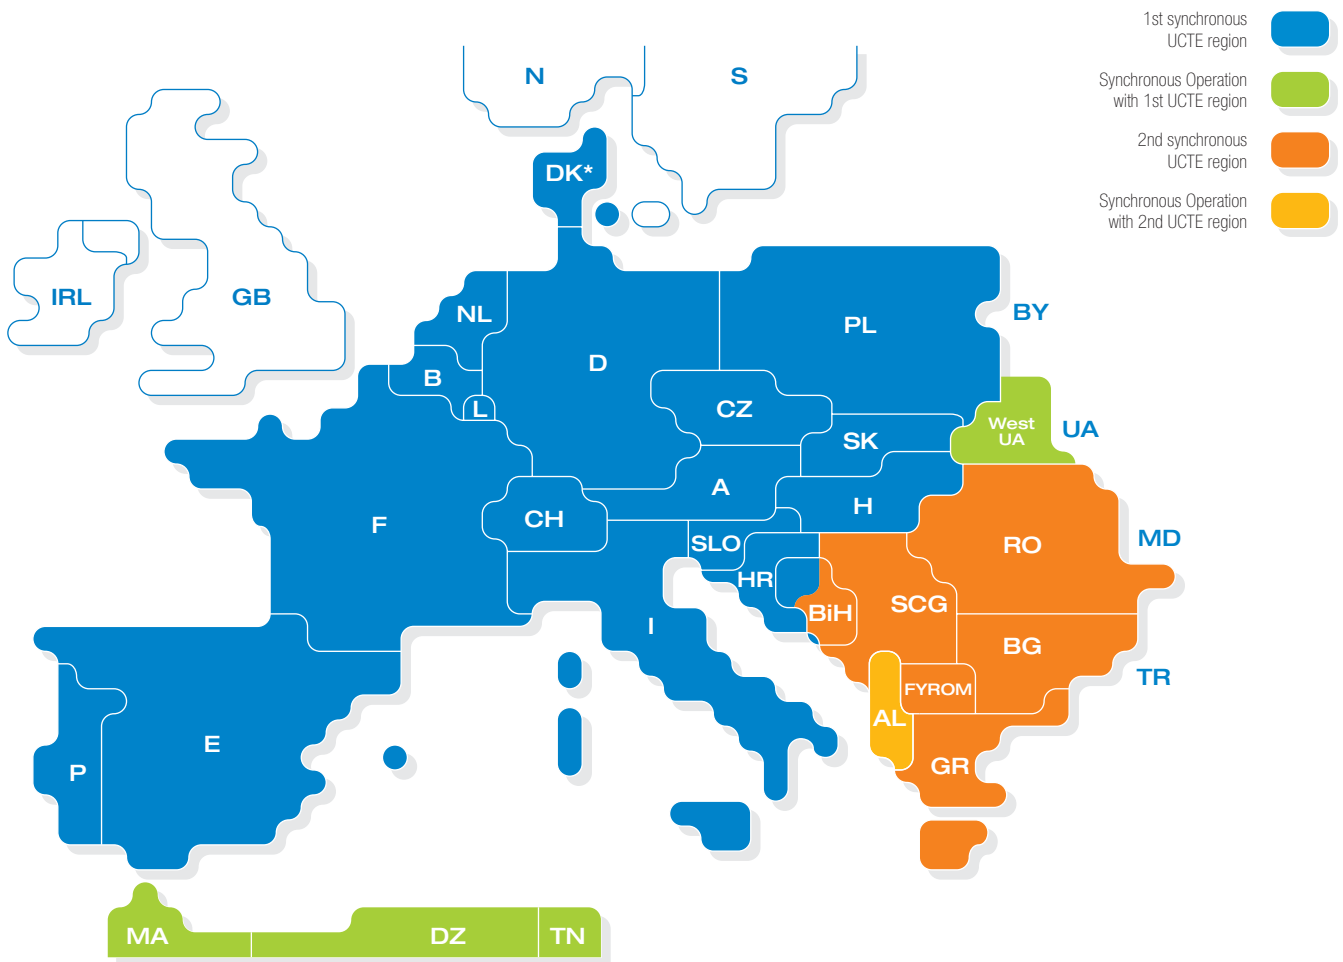 1st synchronous
UCTE region
Synchronous Operation
with 1st UCTE region
2nd synchronous
UCTE region
Synchronous Operation
with 2nd UCTE region
N
S
DK*
IRL
GB
NL
D
PL
BY
B
L
CZ
West
UA
UA
SK
A
H
F
CH
SLO
HR
RO
MD
BiH
SCG
I
BG
TR
FYROM
AL
GR
E
P
MA
DZ
TN